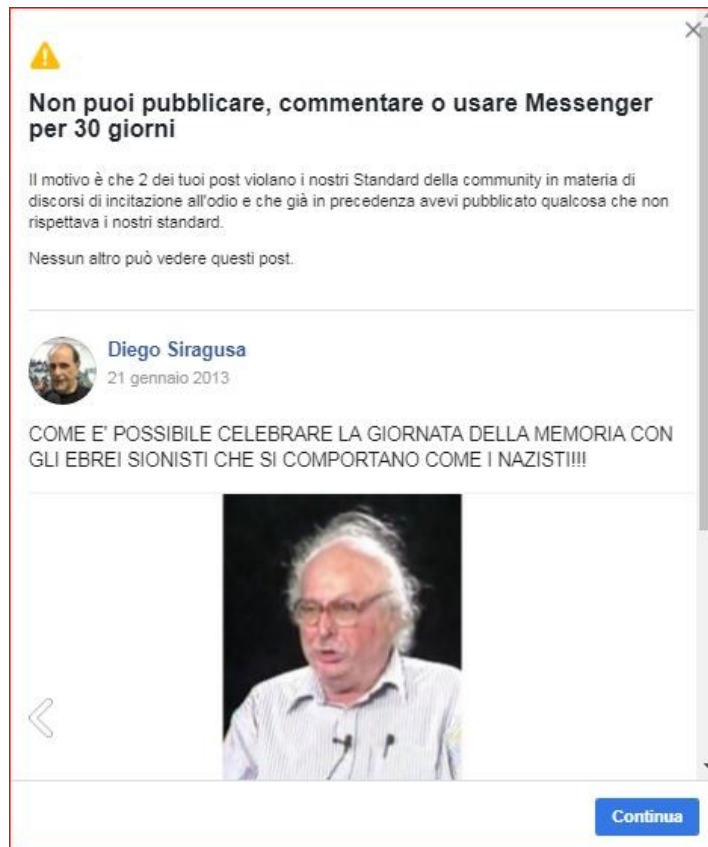 Non puoi pubblicare, commentare o usare Messenger
per 30 giorni
Il motivo è che 2 dei tuoi post violano i nostri Standard della community in materia di
discorsi di incitazione all'odio e che già in precedenza avevi pubblicato qualcosa che non
rispettava i nostri standard.
Nessun altro può vedere questi post.
Diego Siragusa
21 gennaio 2013
COME E' POSSIBILE CELEBRARE LA GIORNATA DELLA MEMORIA CON
GLI EBREI SIONISTI CHE SI COMPORTANO COME I NAZISTI!!!!
Continua